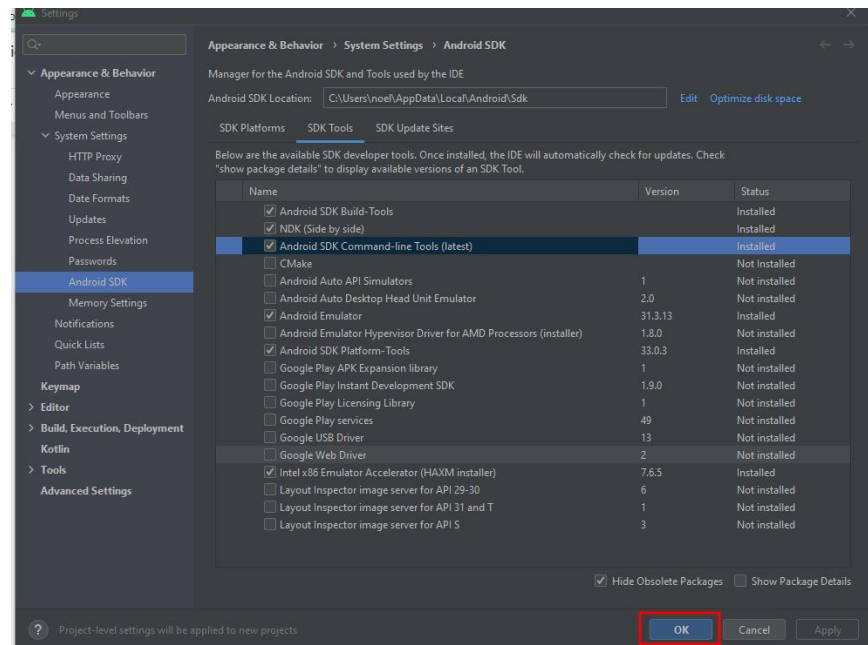 Settings
Appearance & Behavior › System Settings › Android SDK
Appearance & Behavior
Appearance
Menus and Toolbars
System Settings
HTTP Proxy
Data Sharing
Date Formats
Updates
Process Elevation
Passwords
Android SDK
Memory Settings
Notifications
Quick Lists
Path Variables
Keymap
Editor
Build, Execution, Deployment
Kotlin
Tools
Advanced Settings
Manager for the Android SDK and Tools used by the IDE
Android SDK Location: C:\Users\noel\AppData\Local\Android\Sdk Edit Optimize disk space
SDK Platforms SDK Tools SDK Update Sites
Below are the available SDK developer tools. Once installed, the IDE will automatically check for updates. Check
"show package details" to display available versions of an SDK Tool.
Name Version Status
Android SDK Build-Tools Installed
NDK (Side by side) Installed
Android SDK Command-line Tools (latest) Installed
CMake Not Installed
Android Auto API Simulators 1 Not installed
Android Auto Desktop Head Unit Emulator 2.0 Not installed
Android Emulator 31.3.13 Installed
Android Emulator Hypervisor Driver for AMD Processors (installer) 1.8.0 Not installed
Android SDK Platform-Tools 33.0.3 Installed
Google Play APK Expansion library 1 Not installed
Google Play Instant Development SDK 1.9.0 Not installed
Google Play Licensing Library 1 Not installed
Google Play services 49 Not installed
Google USB Driver 13 Not installed
Google Web Driver 2 Not installed
Intel x86 Emulator Accelerator (HAXM installer) 7.6.5 Installed
Layout Inspector image server for API 29-30 6 Not installed
Layout Inspector image server for API 31 and T 1 Not installed
Layout Inspector image server for API S 3 Not installed
Hide Obsolete Packages Show Package Details
? Project-level settings will be applied to new projects
OK Cancel Apply